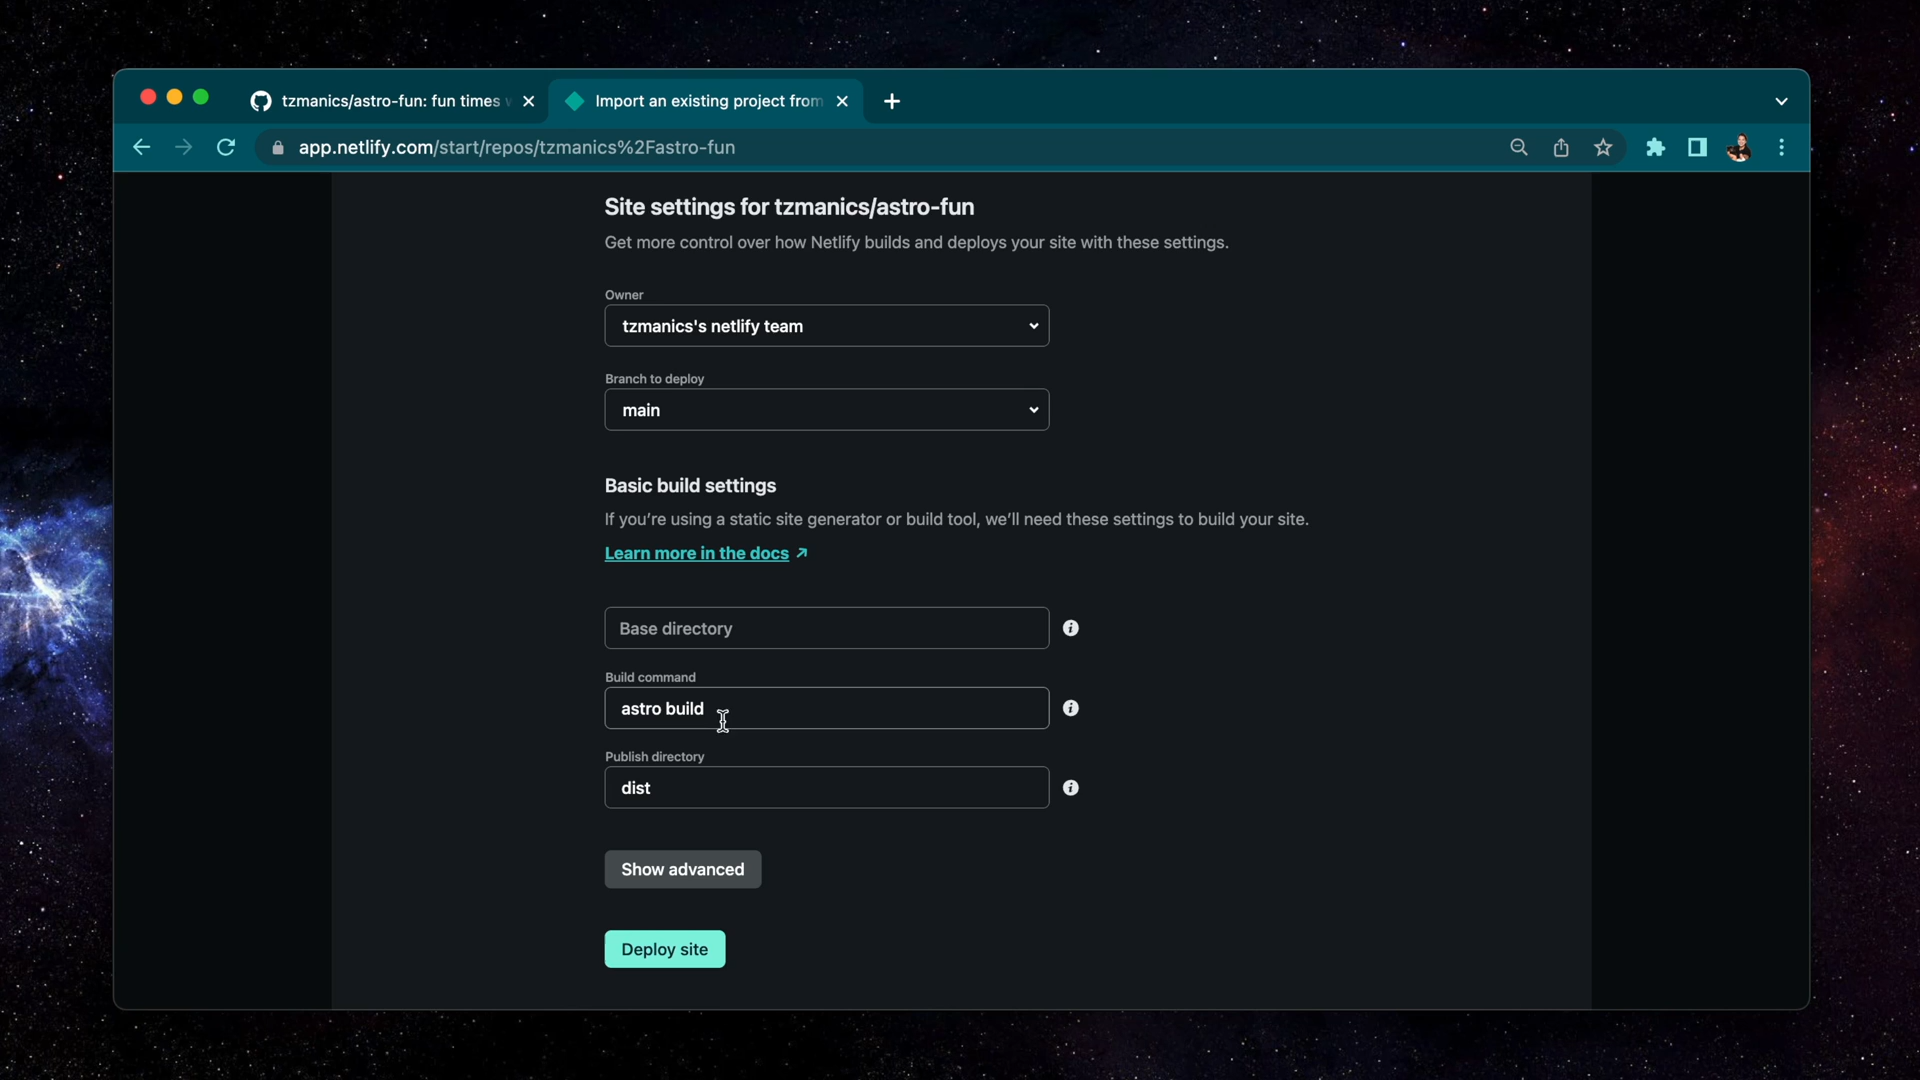 tzmanics/astro-fun: fun times
Import an existing project from
app.netlify.com/start/repos/tzmanics%2Fastro-fun
Site settings for tzmanics/astro-fun
Get more control over how Netlify builds and deploys your site with these settings.
Owner
tzmanics's netlify team
Branch to deploy
main
Basic build settings
If you’re using a static site generator or build tool, we’ll need these settings to build your site.
Learn more in the docs ↗
Base directory
Build command
astro build
Publish directory
dist
Show advanced
Deploy site